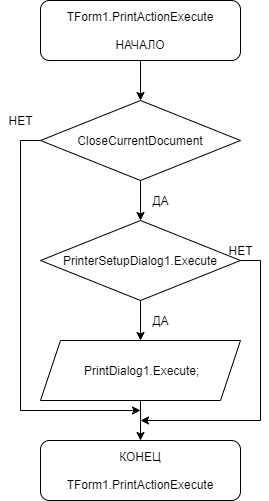 TForm1.PrintActionExecute
НАЧАЛО
НЕТ
CloseCurrentDocument
ДА
НЕТ
PrinterSetupDialog1.Execute
ДА
PrintDialog1.Execute;
КОНЕЦ
TForm1.PrintActionExecute